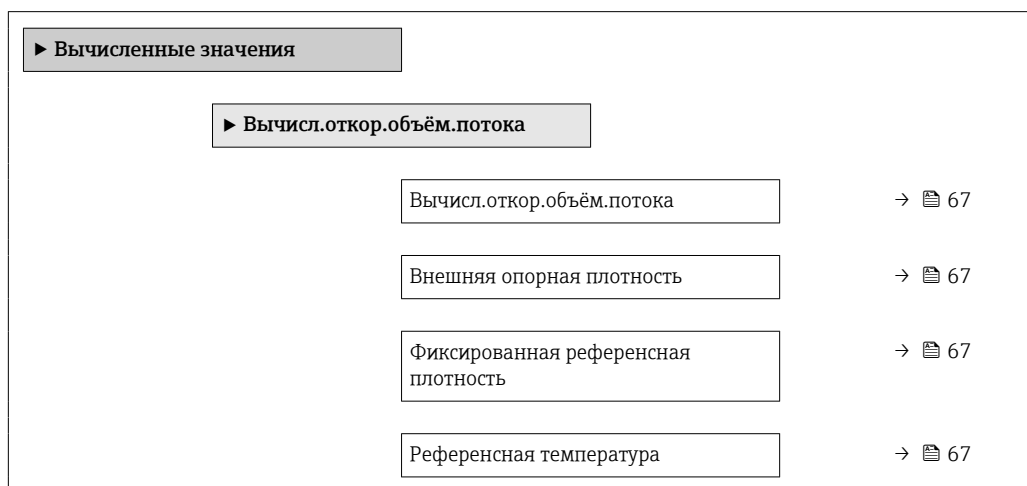 ▶ Вычисленные значения
▶ Вычисл.откор.объём.потока
Вычисл.откор.объём.потока → 67
Внешняя опорная плотность → 67
Фиксированная референсная → 67
плотность
Референсная температура → 67